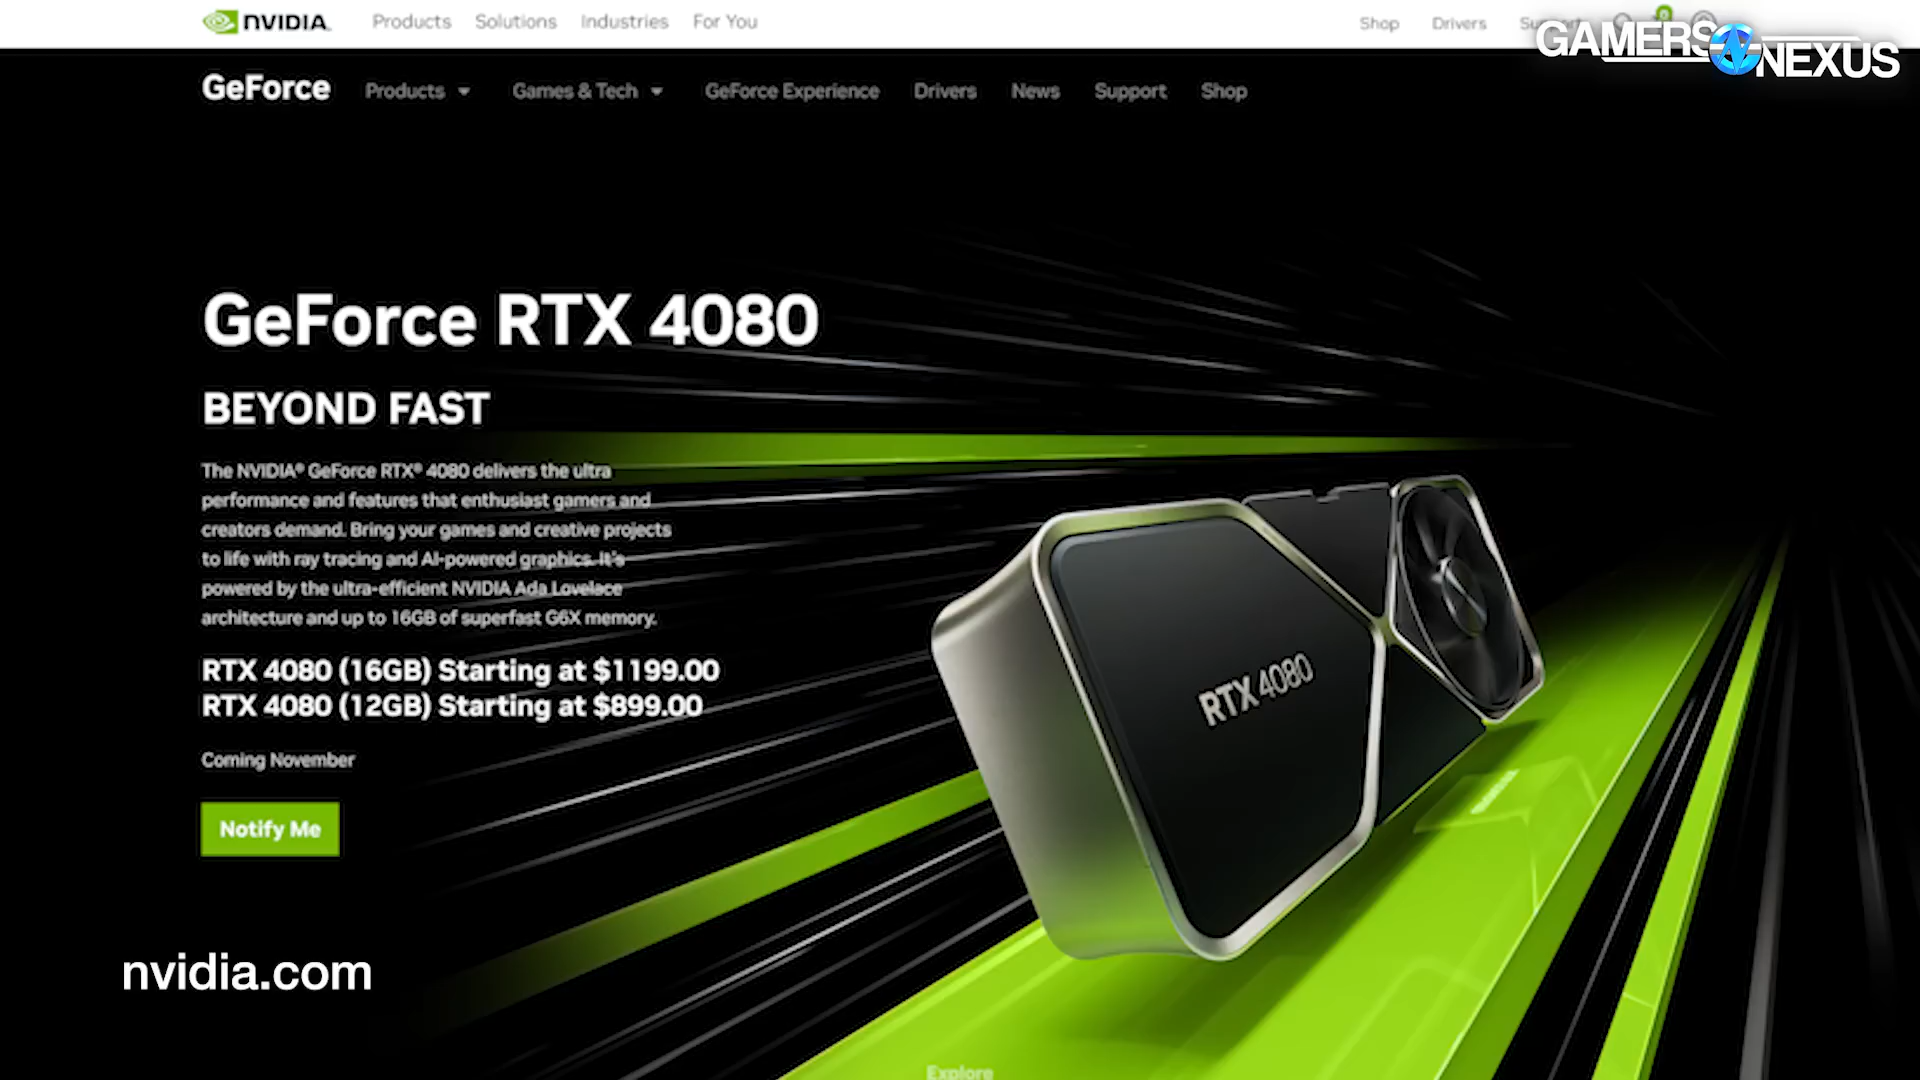 NVIDIA. Products Solutions Industries For You Shop Drivers Support
GAMERS NEXUS
GeForce Products Games & Tech GeForce Experience Drivers News Support Shop
GeForce RTX 4080
BEYOND FAST
The NVIDIA® GeForce RTX® 4080 delivers the ultra
performance and features that enthusiast gamers and
creators demand. Bring your games and creative projects
to life with ray tracing and AI-powered graphics. It's
powered by the ultra-efficient NVIDIA Ada Lovelace
architecture and up to 16GB of superfast G6X memory.
RTX 4080 (16GB) Starting at $1199.00
RTX 4080 (12GB) Starting at $899.00
Coming November
Notify Me
RTX 4080
nvidia.com
Explore